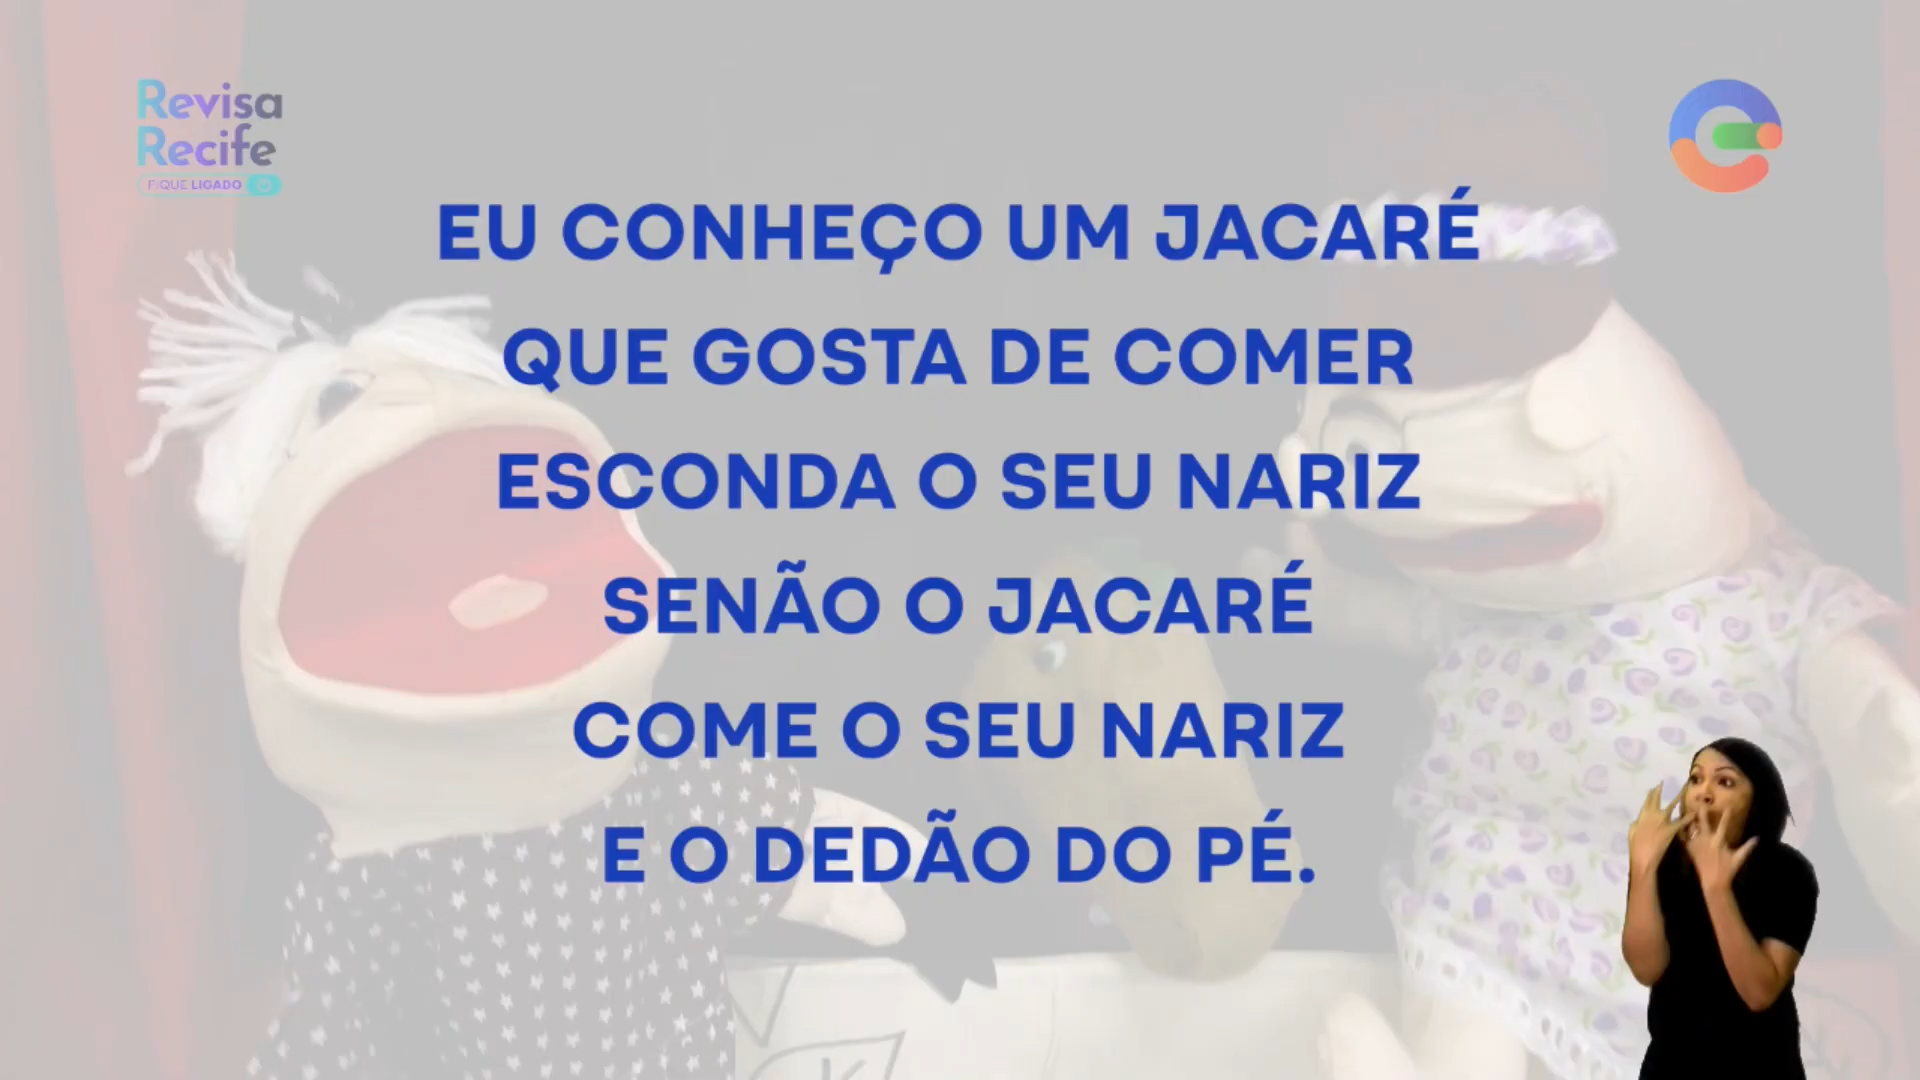 Revisa
Recife
FIQUE LIGADO
EU CONHEÇO UM JACARÉ
QUE GOSTA DE COMER
ESCONDA O SEU NARIZ
SENÃO O JACARÉ
COME O SEU NARIZ
E O DEDÃO DO PÉ.
K